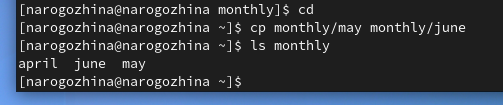 [narogozhina@narogozhina monthly]$ cd
[narogozhina@narogozhina ~]$ cp monthly/may monthly/june
[narogozhina@narogozhina ~]$ ls monthly
april  june  may
[narogozhina@narogozhina ~]$